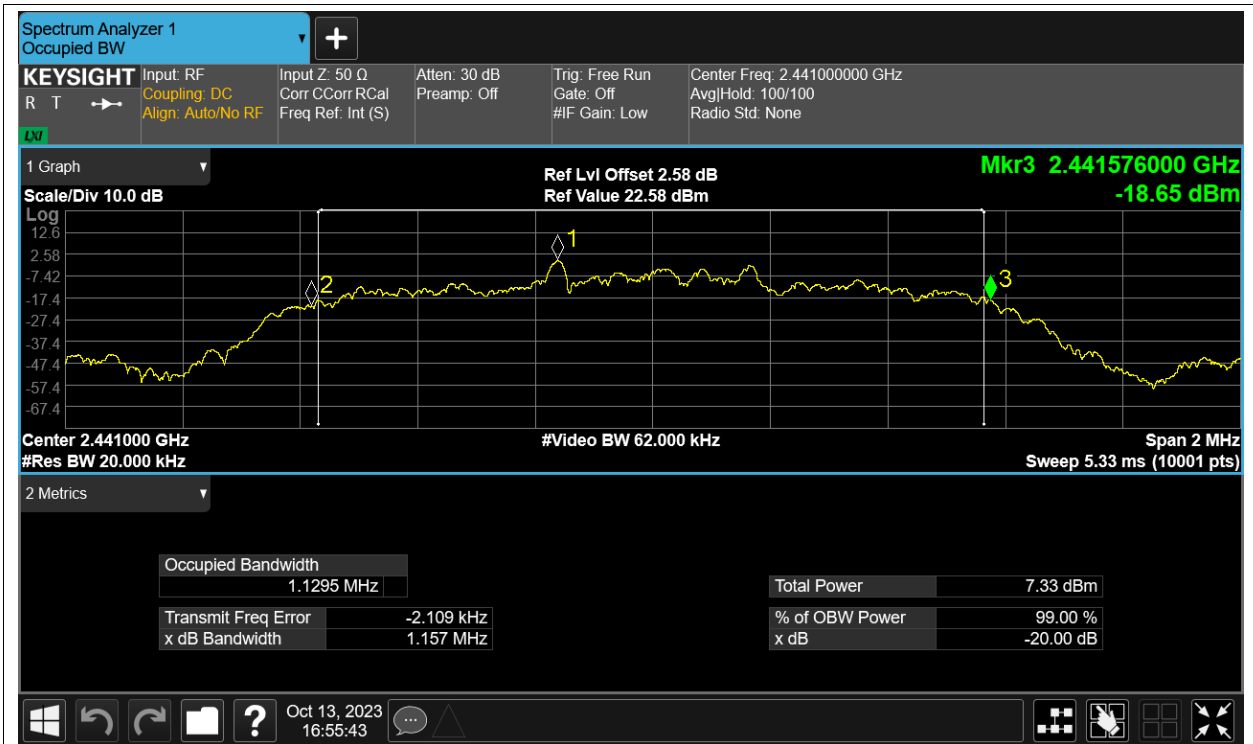 Spectrum Analyzer 1
Occupied BW
+
KEYSIGHT
R T
LXI
Input: RF
Coupling: DC
Align: Auto/No RF
Input Z: 50 Ω
Corr CCorr RCal
Freq Ref: Int (S)
Atten: 30 dB
Preamp: Off
Trig: Free Run
Gate: Off
#IF Gain: Low
Center Freq: 2.441000000 GHz
Avg|Hold: 100/100
Radio Std: None
1 Graph
Scale/Div 10.0 dB
Ref Lvl Offset 2.58 dB
Ref Value 22.58 dBm
Mkr3 2.441576000 GHz
-18.65 dBm
Log
12.6
2.58
-7.42
-17.4
-27.4
-37.4
-47.4
-57.4
-67.4
1
2
3
Center 2.441000 GHz
#Video BW 62.000 kHz
Span 2 MHz
#Res BW 20.000 kHz
Sweep 5.33 ms (10001 pts)
2 Metrics
Occupied Bandwidth
1.1295 MHz
Total Power 7.33 dBm
Transmit Freq Error -2.109 kHz
% of OBW Power 99.00 %
x dB Bandwidth 1.157 MHz
x dB -20.00 dB
?
Oct 13, 2023
16:55:43